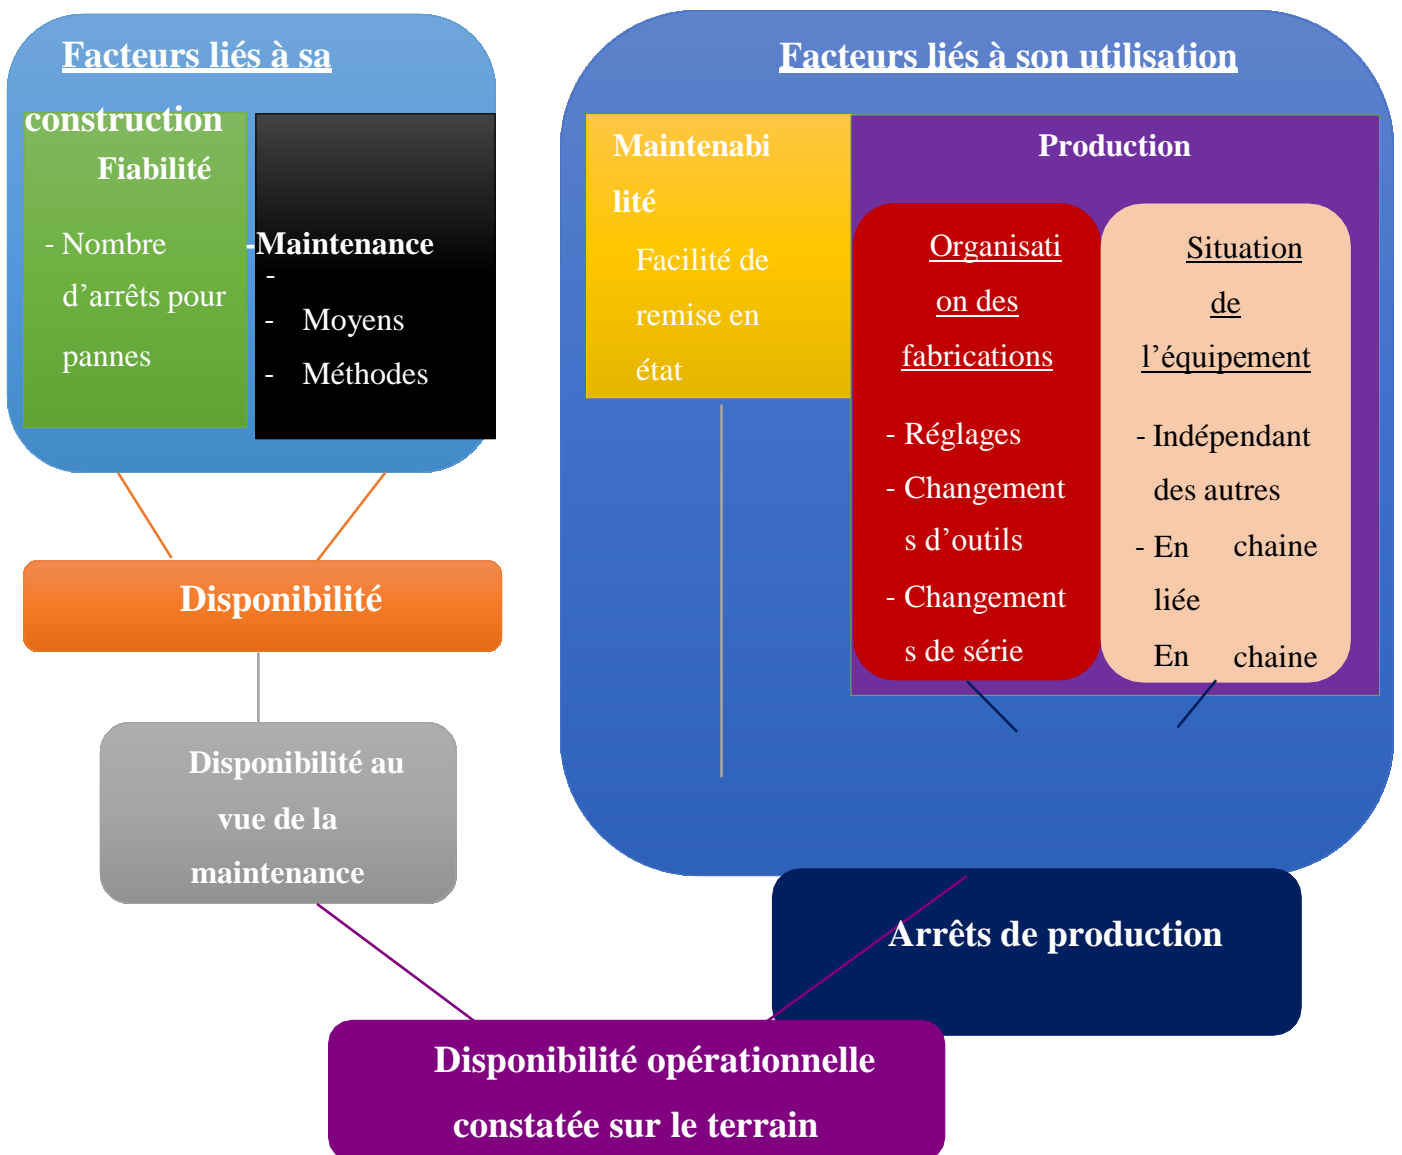 Facteurs liés à sa
construction
Fiabilité
- Nombre
d’arrêts pour
pannes
-Maintenance
-
- Moyens
- Méthodes
Disponibilité
Disponibilité au
vue de la
maintenance
Facteurs liés à son utilisation
Maintenabi
lité
Facilité de
remise en
état
Production
Organisati
on des
fabrications
- Réglages
- Changement
s d’outils
- Changement
s de série
Situation
de
l’équipement
- Indépendant
des autres
- En chaine
liée
En chaine
Arrêts de production
Disponibilité opérationnelle
constatée sur le terrain